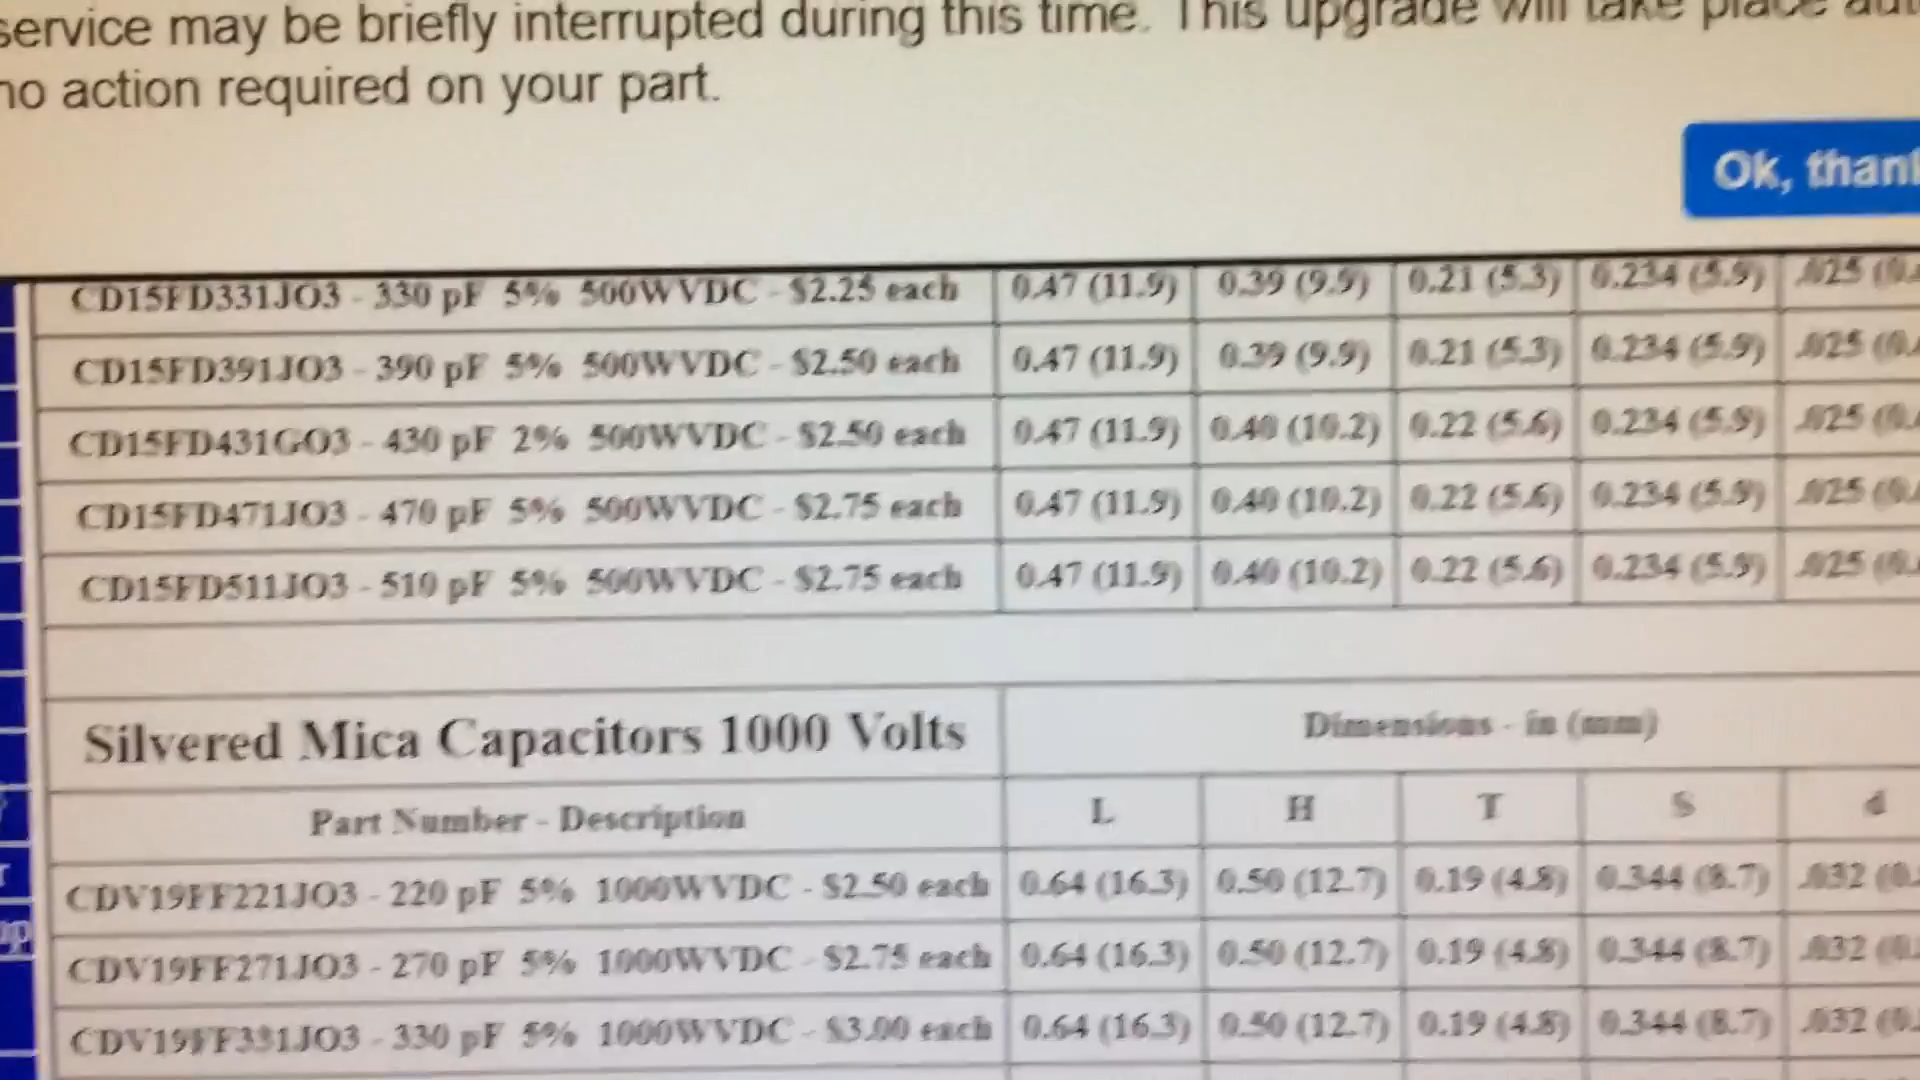 service may be briefly interrupted during this time. This upgrade will take place
no action required on your part.
Ok,
CD15FD331JO3 - 330 pF 5% 500WVDC - $2.25 each 0.47 (11.9) 0.39 (9.9) 0.21 (5.3) 0.234 (5.9) .025
CD15FD391JO3 - 390 pF 5% 500WVDC - $2.50 each 0.47 (11.9) 0.39 (9.9) 0.21 (5.3) 0.234 (5.9) .025
CD15FD431GO3 - 430 pF 2% 500WVDC - $2.50 each 0.47 (11.9) 0.40 (10.2) 0.22 (5.6) 0.234 (5.9) .025
CD15FD471JO3 - 470 pF 5% 500WVDC - $2.75 each 0.47 (11.9) 0.40 (10.2) 0.22 (5.6) 0.234 (5.9) .025
CD15FD511JO3 - 510 pF 5% 500WVDC - $2.75 each 0.47 (11.9) 0.40 (10.2) 0.22 (5.6) 0.234 (5.9) .025
Silvered Mica Capacitors 1000 Volts Dimensions - in (mm)
Part Number - Description L H T S d
CDV19FF221JO3 - 220 pF 5% 1000WVDC - $2.50 each 0.64 (16.3) 0.50 (12.7) 0.19 (4.8) 0.344 (8.7) .032
CDV19FF271JO3 - 270 pF 5% 1000WVDC - $2.75 each 0.64 (16.3) 0.50 (12.7) 0.19 (4.8) 0.344 (8.7) .032
CDV19FF331JO3 - 330 pF 5% 1000WVDC - $3.00 each 0.64 (16.3) 0.50 (12.7) 0.19 (4.8) 0.344 (8.7) .032